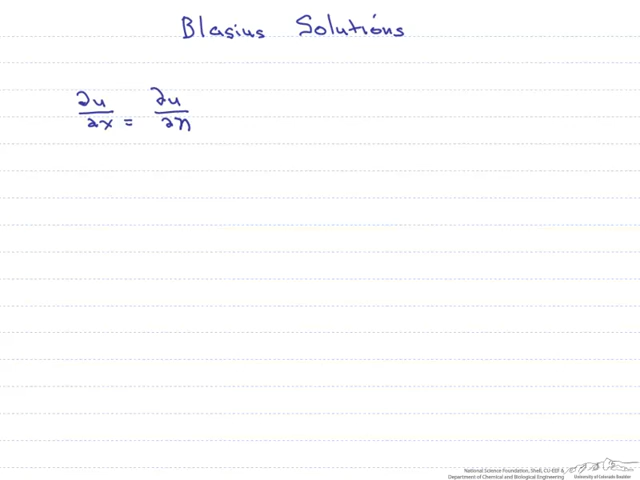 Blasius Solutions
∂u/∂x = ∂u/∂η
National Science Foundation, Shell, CU-EEF &
Department of Chemical and Biological Engineering
University of Colorado Boulder